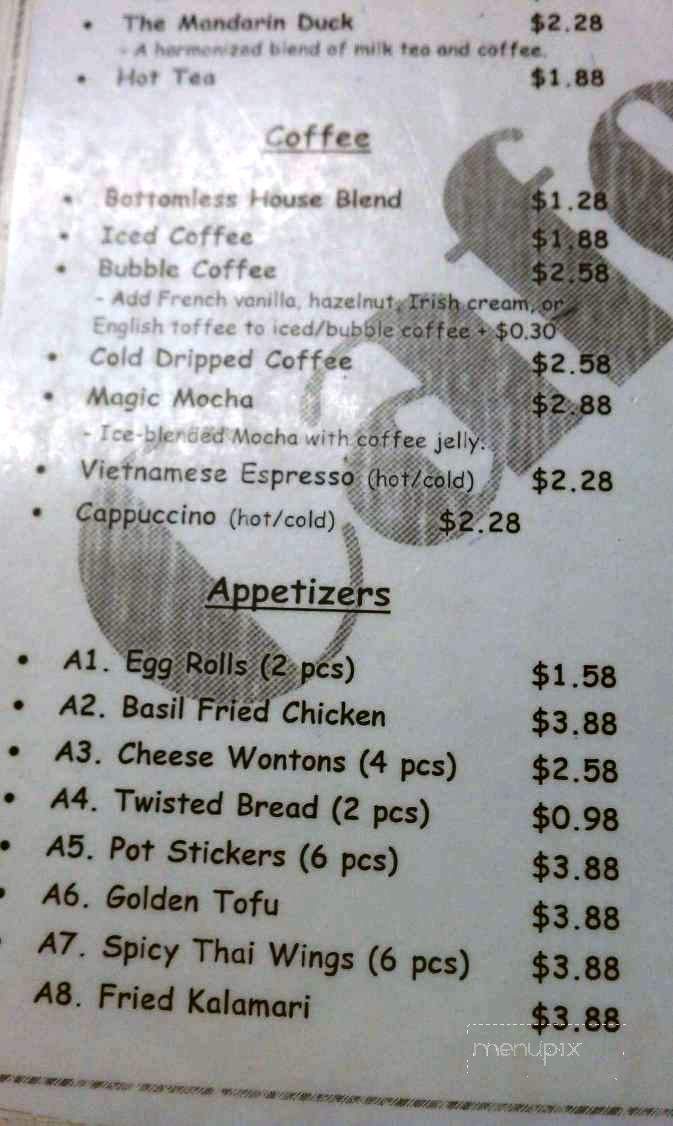 • The Mandarin Duck $2.28
- A harmonized blend of milk tea and coffee.
• Hot Tea $1.88
Coffee
• Bottomless House Blend $1.28
• Iced Coffee $1.88
• Bubble Coffee $2.58
- Add French vanilla, hazelnut, Irish cream, or
English toffee to iced/bubble coffee + $0.30
• Cold Dripped Coffee $2.58
• Magic Mocha $2.88
- Ice-blended Mocha with coffee jelly.
• Vietnamese Espresso (hot/cold) $2.28
• Cappuccino (hot/cold) $2.28
Appetizers
• A1. Egg Rolls (2 pcs) $1.58
• A2. Basil Fried Chicken $3.88
• A3. Cheese Wontons (4 pcs) $2.58
• A4. Twisted Bread (2 pcs) $0.98
• A5. Pot Stickers (6 pcs) $3.88
• A6. Golden Tofu $3.88
A7. Spicy Thai Wings (6 pcs) $3.88
A8. Fried Kalamari $3.88
menupix